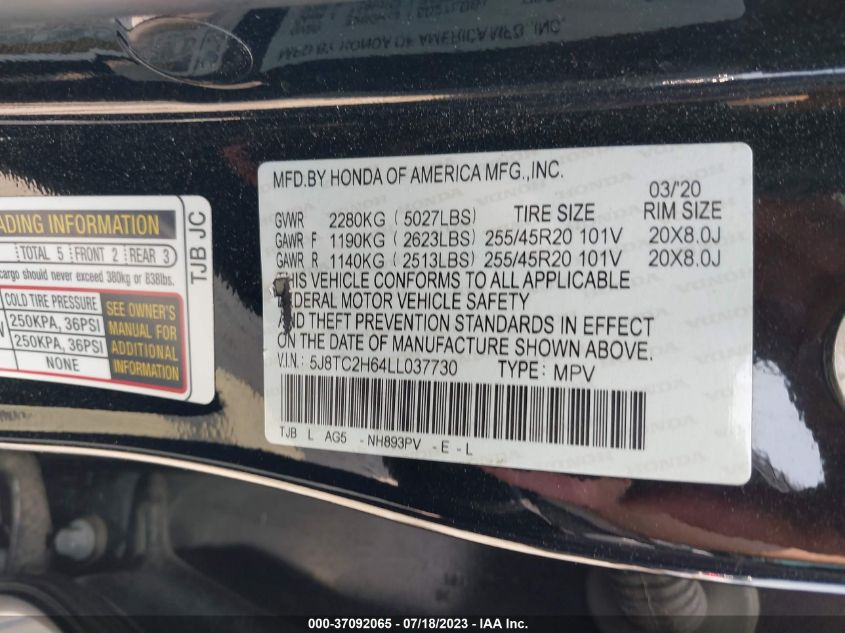 MFD.BY HONDA OF AMERICA MFG.,INC.
03/20
GVWR 2280KG (5027LBS) TIRE SIZE RIM SIZE
GAWR F 1190KG (2623LBS) 255/45R20 101V 20X8.0J
GAWR R 1140KG (2513LBS) 255/45R20 101V 20X8.0J
THIS VEHICLE CONFORMS TO ALL APPLICABLE
FEDERAL MOTOR VEHICLE SAFETY
AND THEFT PREVENTION STANDARDS IN EFFECT
ON THE DATE OF MANUFACTURE SHOWN ABOVE.
V.I.N.: 5J8TC2H64LL037730 TYPE: MPV
TJB L AG5 - NH893PV - E - L
INFORMATION
TOTAL 5 FRONT 2 REAR 3
cargo should never exceed 380kg or 838lbs.
COLD TIRE PRESSURE
250KPA, 36PSI
250KPA, 36PSI
NONE
SEE OWNER'S
MANUAL FOR
ADDITIONAL
INFORMATION
TJB JC
000-37092065 - 07/18/2023 - IAA Inc.